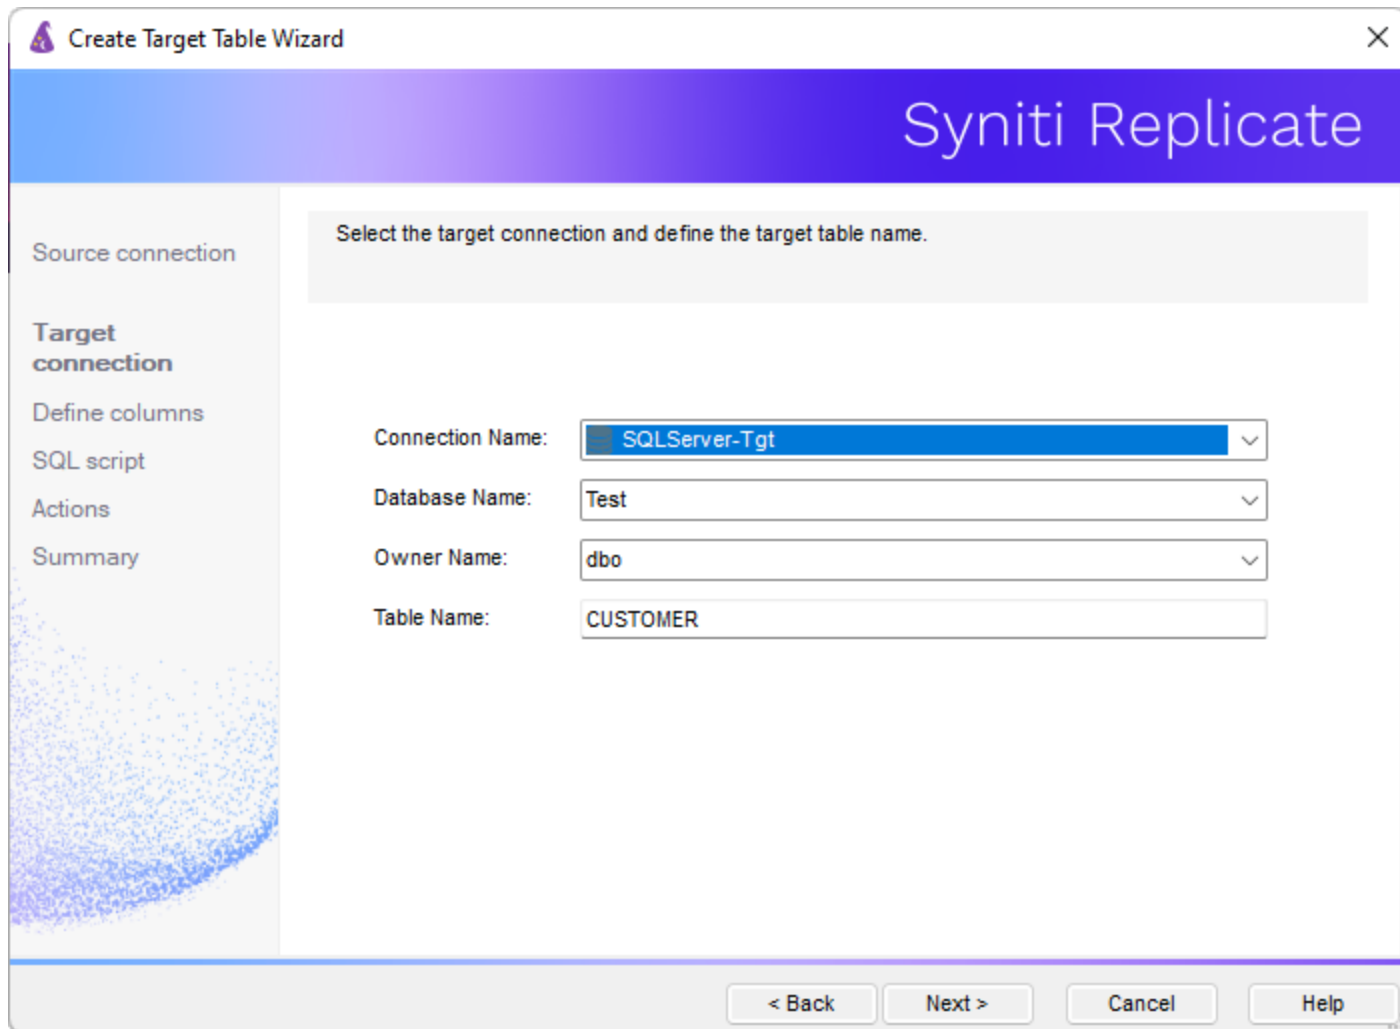 Create Target Table Wizard
Syniti Replicate
Source connection
Target
connection
Define columns
SQL script
Actions
Summary
Select the target connection and define the target table name.
Connection Name: SQLServer-Tgt
Database Name: Test
Owner Name: dbo
Table Name: CUSTOMER
< Back Next > Cancel Help